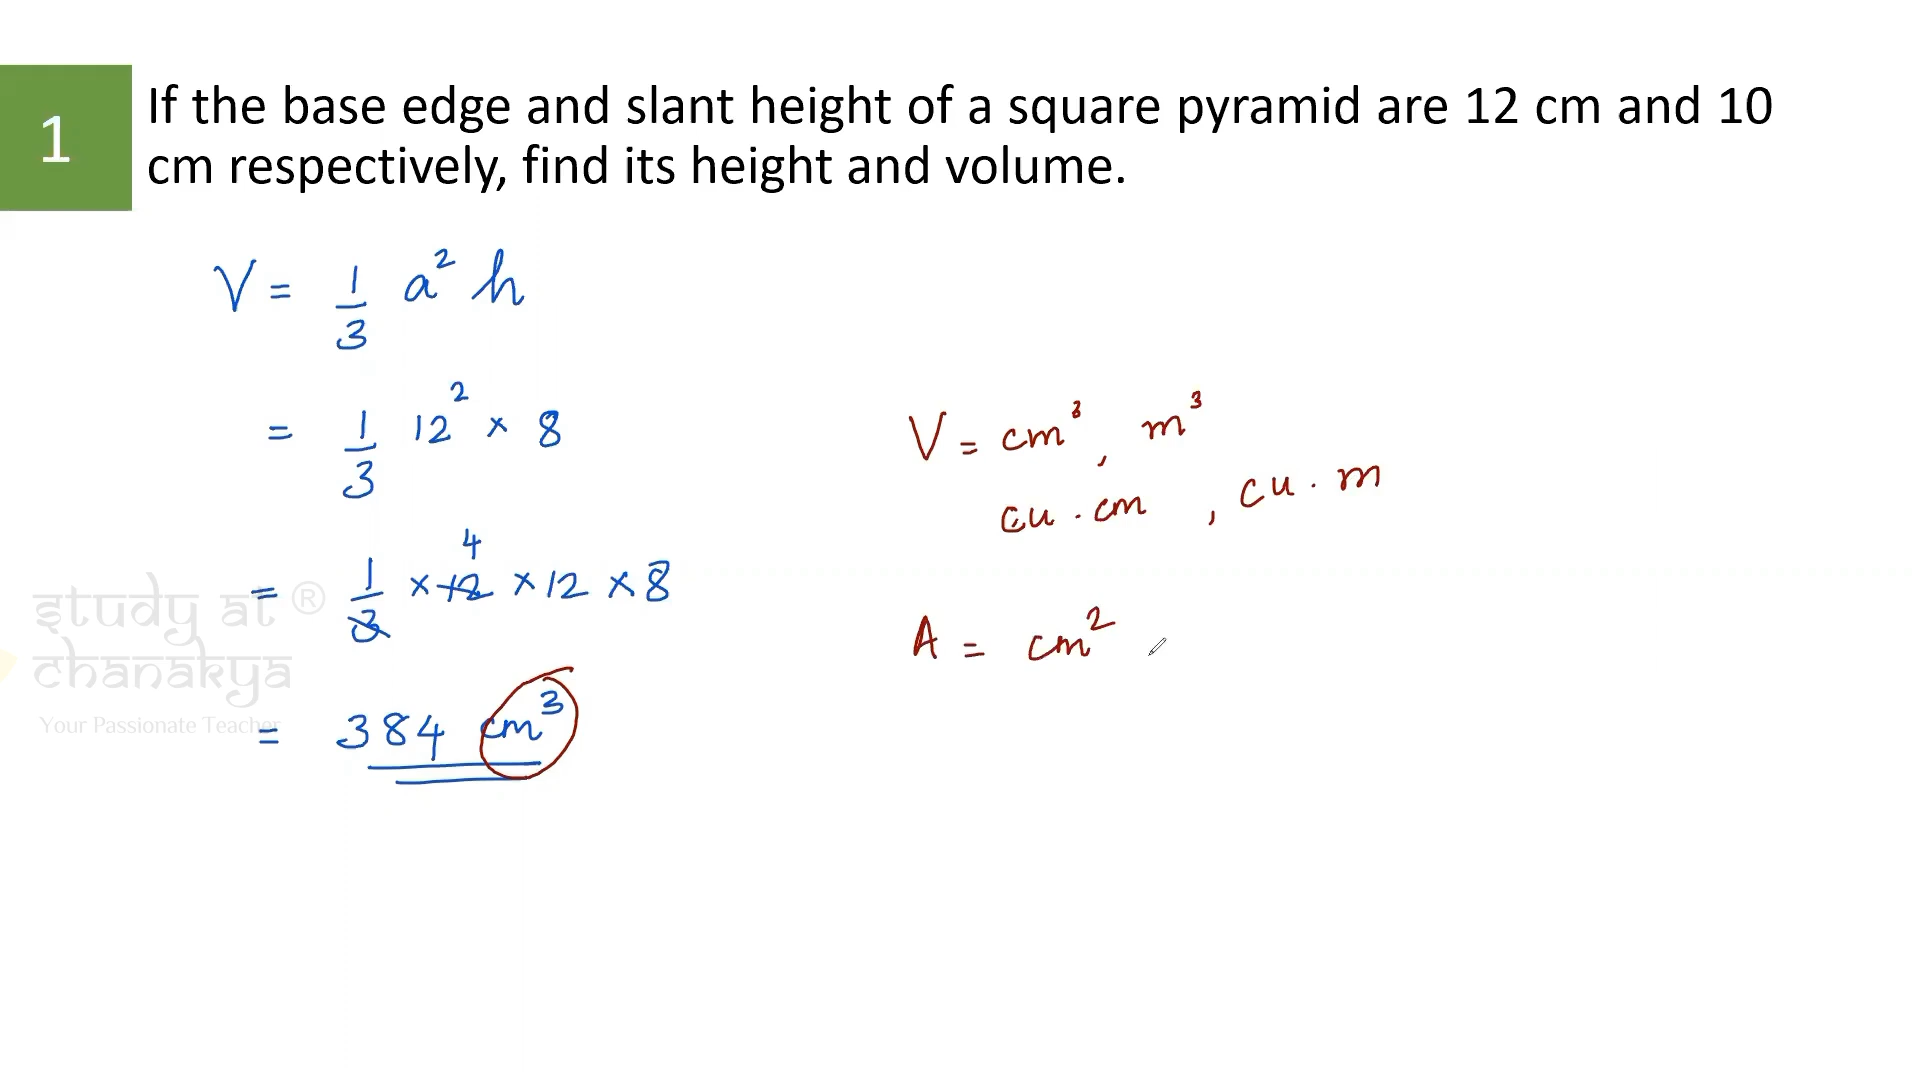 1
If the base edge and slant height of a square pyramid are 12 cm and 10
cm respectively, find its height and volume.
V = 1/3 a² h
= 1/3 12² × 8
= 1/3 × 12 × 12 × 8
4
= 384 cm³
V = cm³, m³
cu. cm, cu. m
A = cm²
study at ®
chanakya
Your Passionate Teacher